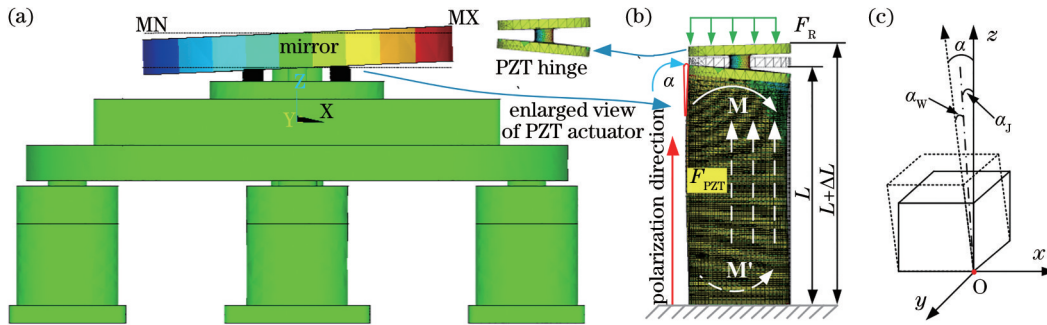 (a)
MN
MX
mirror
Z
Y
X
PZT hinge
enlarged view
of PZT actuator
(b)
F_R
α
M
polarization direction
F_PZT
M'
L
L+ΔL
(c)
α
z
α_W
α_J
x
O
y